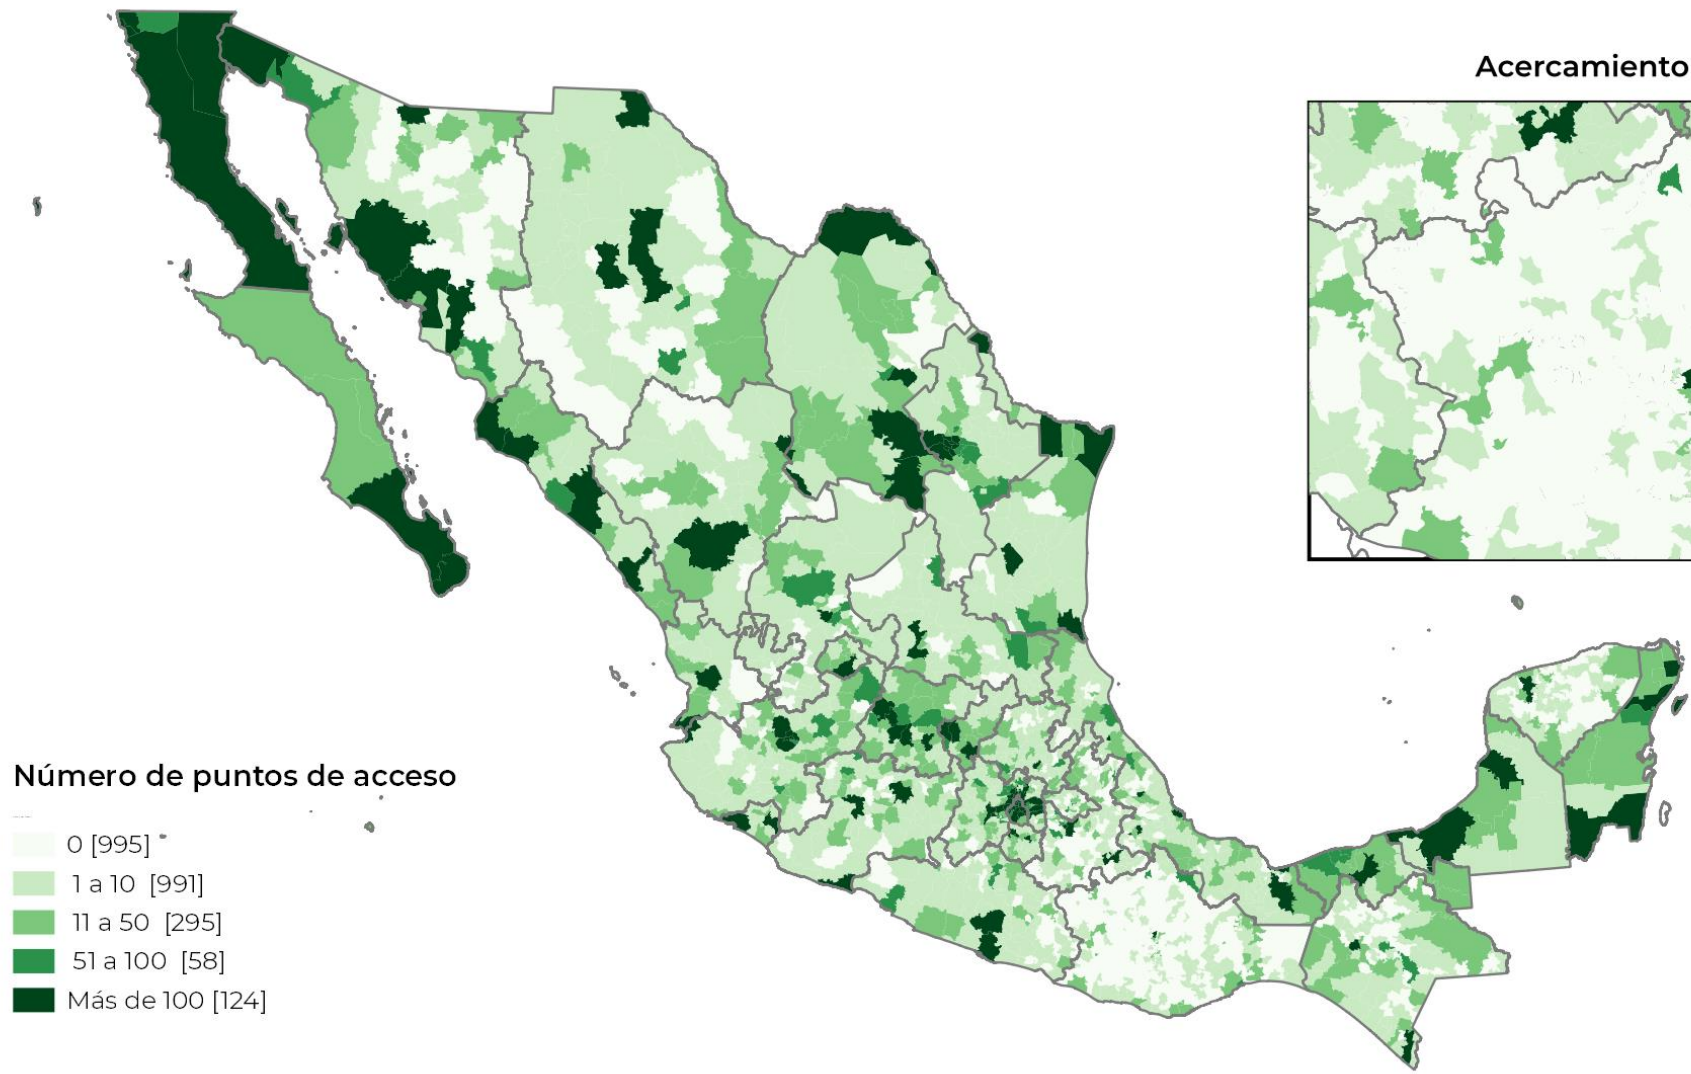 Acercamiento
Número de puntos de acceso
0 [995]
1 a 10 [991]
11 a 50 [295]
51 a 100 [58]
Más de 100 [124]